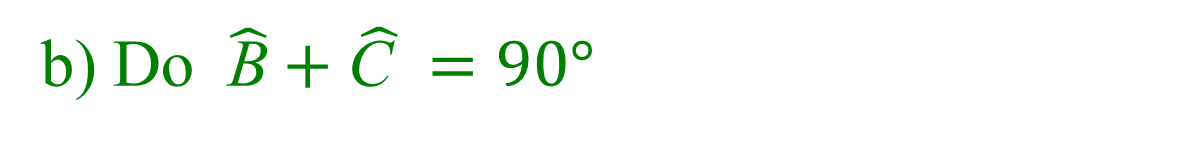 b) Do B̂ + Ĉ = 90°